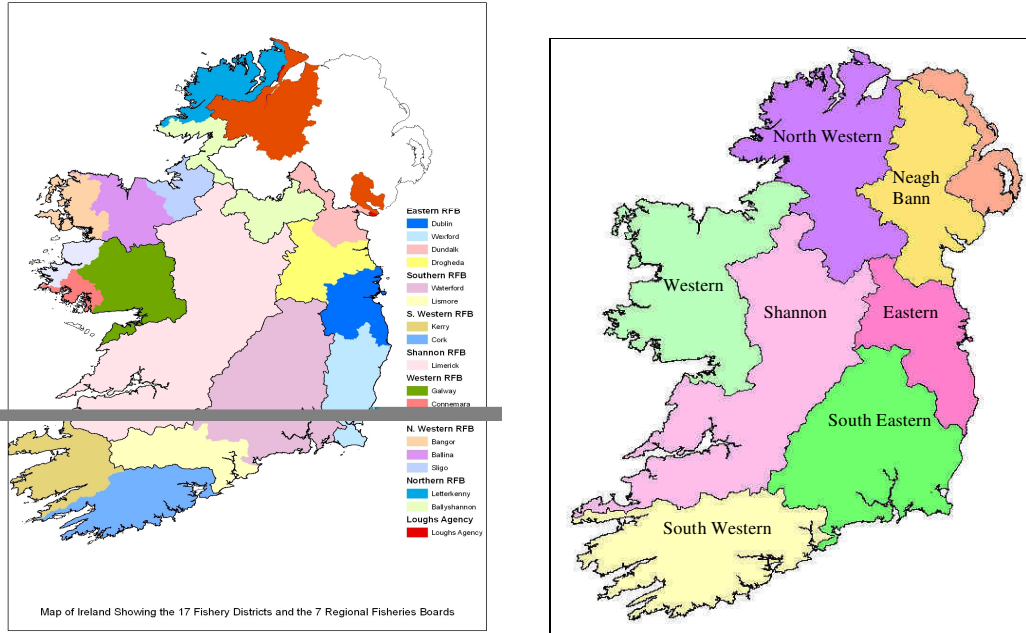 Eastern RFB
Dublin
Wexford
Dundalk
Drogheda
Southern RFB
Waterford
Lismore
S. Western RFB
Kerry
Cork
Shannon RFB
Limerick
Western RFB
Galway
Connemara
N. Western RFB
Bangor
Ballina
Sligo
Northern RFB
Letterkenny
Ballyshannon
Loughs Agency
Loughs Agency
Map of Ireland Showing the 17 Fishery Districts and the 7 Regional Fisheries Boards
North Western
Neagh
Bann
Western
Shannon
Eastern
South Eastern
South Western